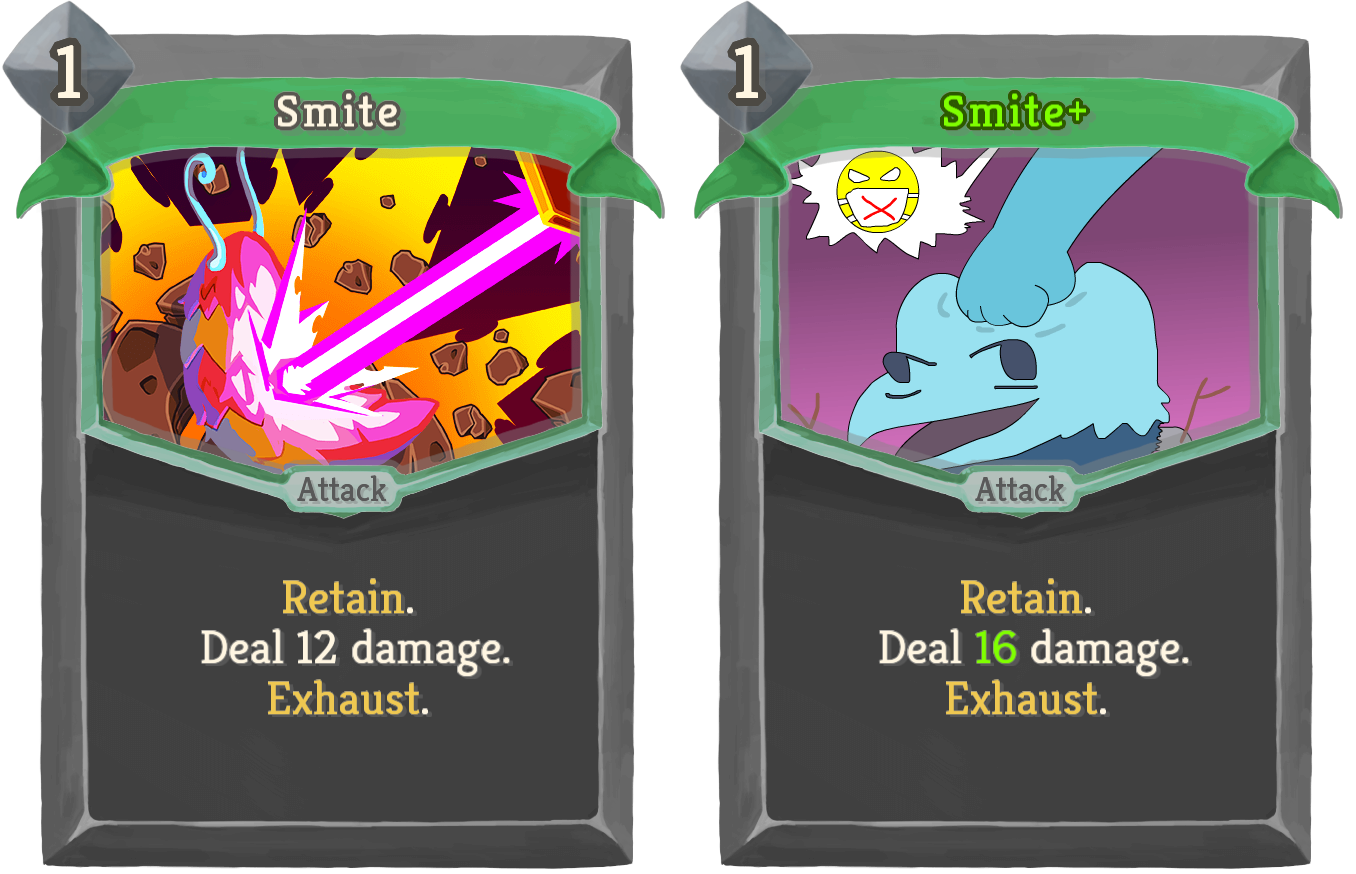 1
Smite
Attack
Retain.
Deal 12 damage.
Exhaust.
1
Smite+
Attack
Retain.
Deal 16 damage.
Exhaust.